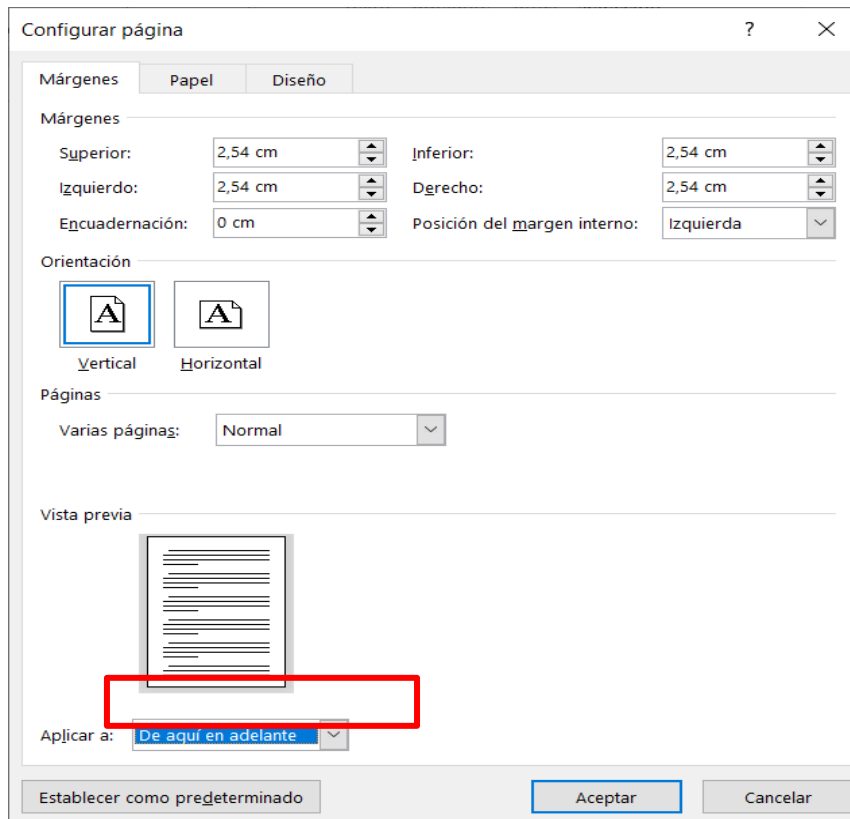 Configurar página ?
Márgenes Papel Diseño
Márgenes
Superior: 2,54 cm Inferior: 2,54 cm
Izquierdo: 2,54 cm Derecho: 2,54 cm
Encuadernación: 0 cm Posición del margen interno: Izquierda
Orientación
A A
Vertical Horizontal
Páginas
Varias páginas: Normal
Vista previa
Aplicar a: De aquí en adelante
Establecer como predeterminado Aceptar Cancelar